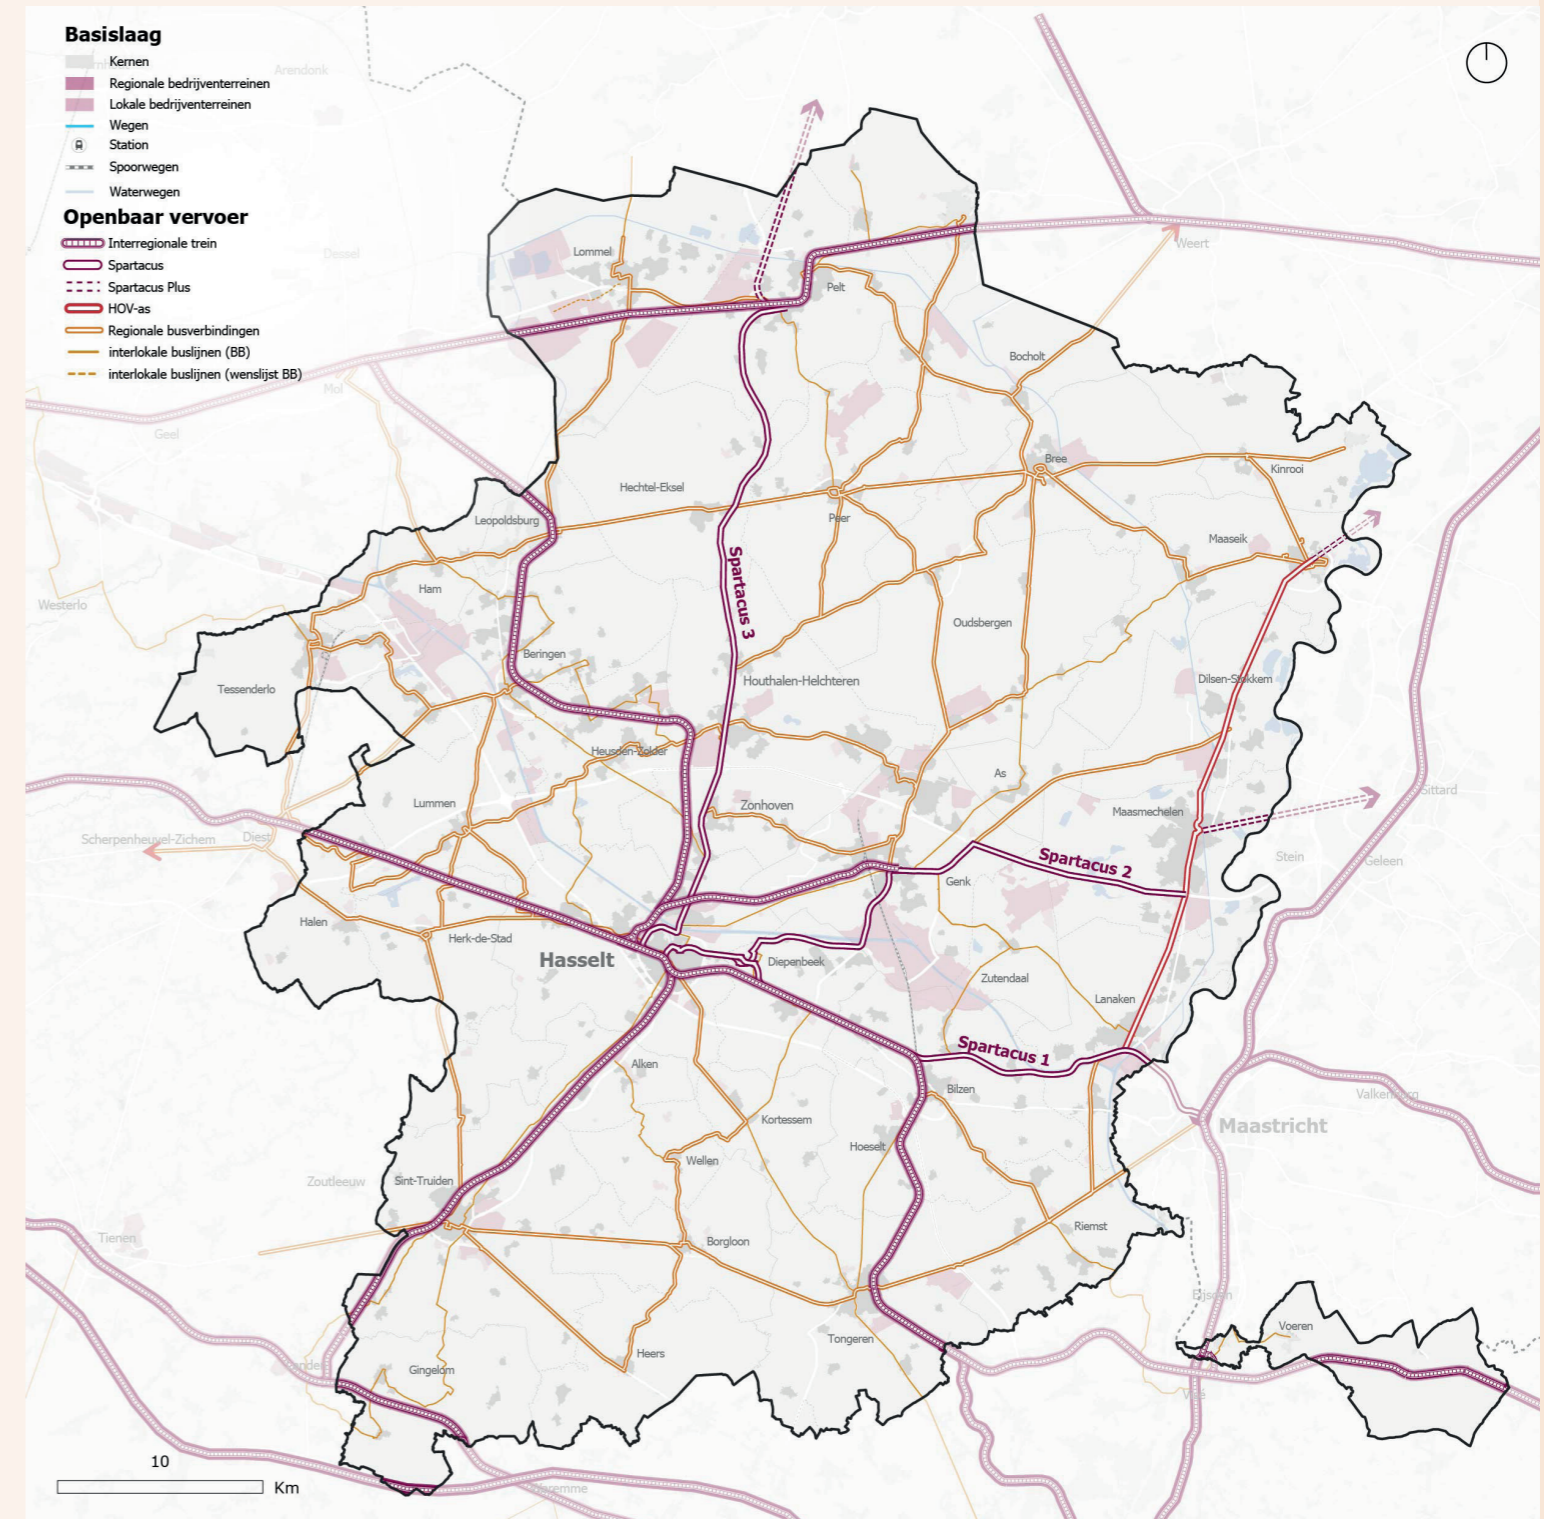 Basislaag
Kernen
Regionale bedrijventerreinen
Lokale bedrijventerreinen
Wegen
Station
Spoorwegen
Waterwegen
Openbaar vervoer
Interregionale trein
Spartacus
Spartacus Plus
HOV-as
Regionale busverbindingen
interlokale buslijnen (BB)
interlokale buslijnen (wenslijst BB)
Arendonk
Dessel
Lommel
Weert
Pelt
Bocholt
Mol
Geel
Bree
Kinrooi
Hechtel-Eksel
Peer
Leopoldsburg
Maaseik
Spartacus 3
Ham
Westerlo
Oudsbergen
Beringen
Tessenderlo
Houthalen-Helchteren
Dilsen-Stokkem
Heusden-Zolder
As
Sittard
Lummen
Zonhoven
Maasmechelen
Scherpenheuvel-Zichem
Diest
Stein
Geleen
Spartacus 2
Genk
Halen
Herk-de-Stad
Hasselt
Diepenbeek
Zutendaal
Lanaken
Spartacus 1
Alken
Bilzen
Valkenburg
Kortessem
Maastricht
Hoeselt
Wellen
Zoutleeuw
Sint-Truiden
Riemst
Tienen
Borgloon
Eijsden
Voeren
Tongeren
Heers
Gingelom
Visé
10
Km